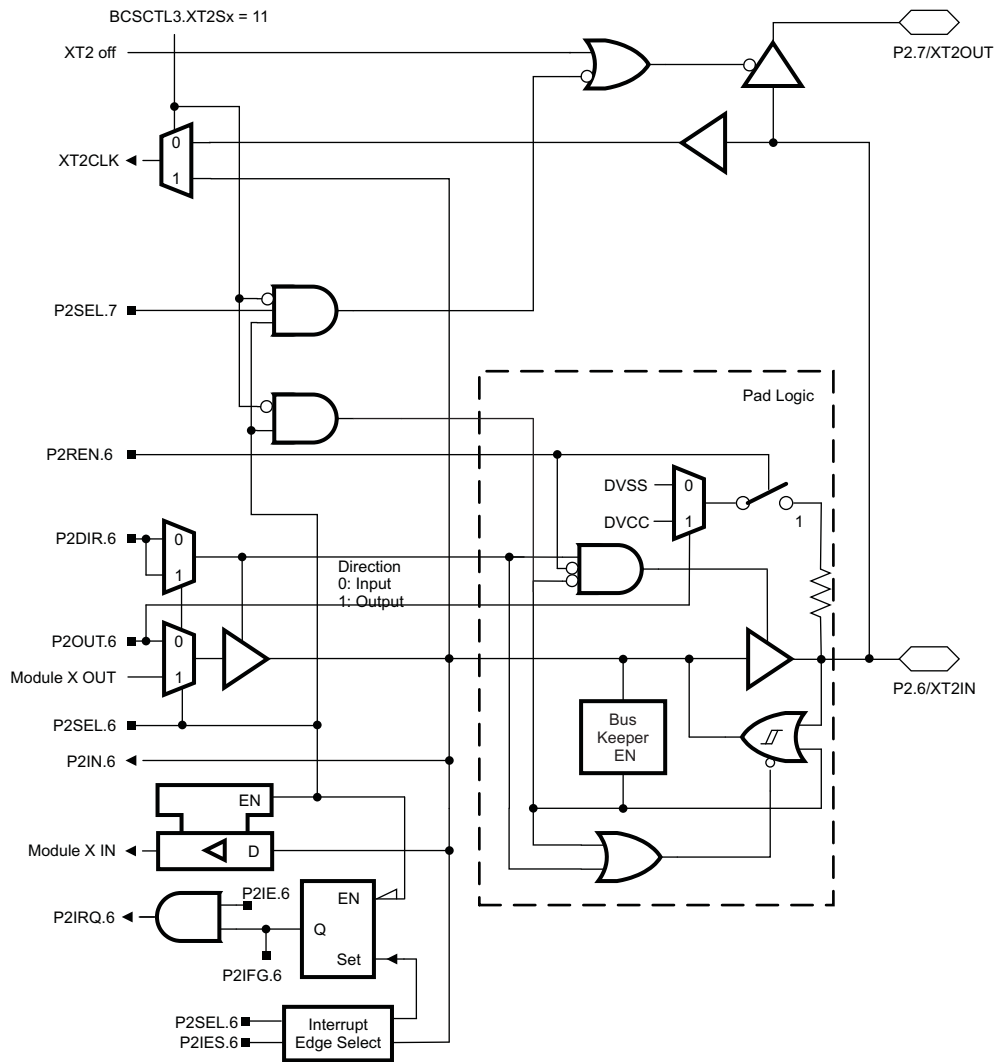 BCSCTL3.XT2Sx = 11
XT2 off
P2.7/XT2OUT
0
XT2CLK
1
P2SEL.7
Pad Logic
P2REN.6
DVSS
0
DVCC
1
1
P2DIR.6
0
1
Direction
0: Input
1: Output
P2OUT.6
0
Module X OUT
1
P2.6/XT2IN
P2SEL.6
Bus
Keeper
EN
P2IN.6
EN
Module X IN
D
P2IE.6
EN
P2IRQ.6
Q
Set
P2IFG.6
P2SEL.6
P2IES.6
Interrupt
Edge Select